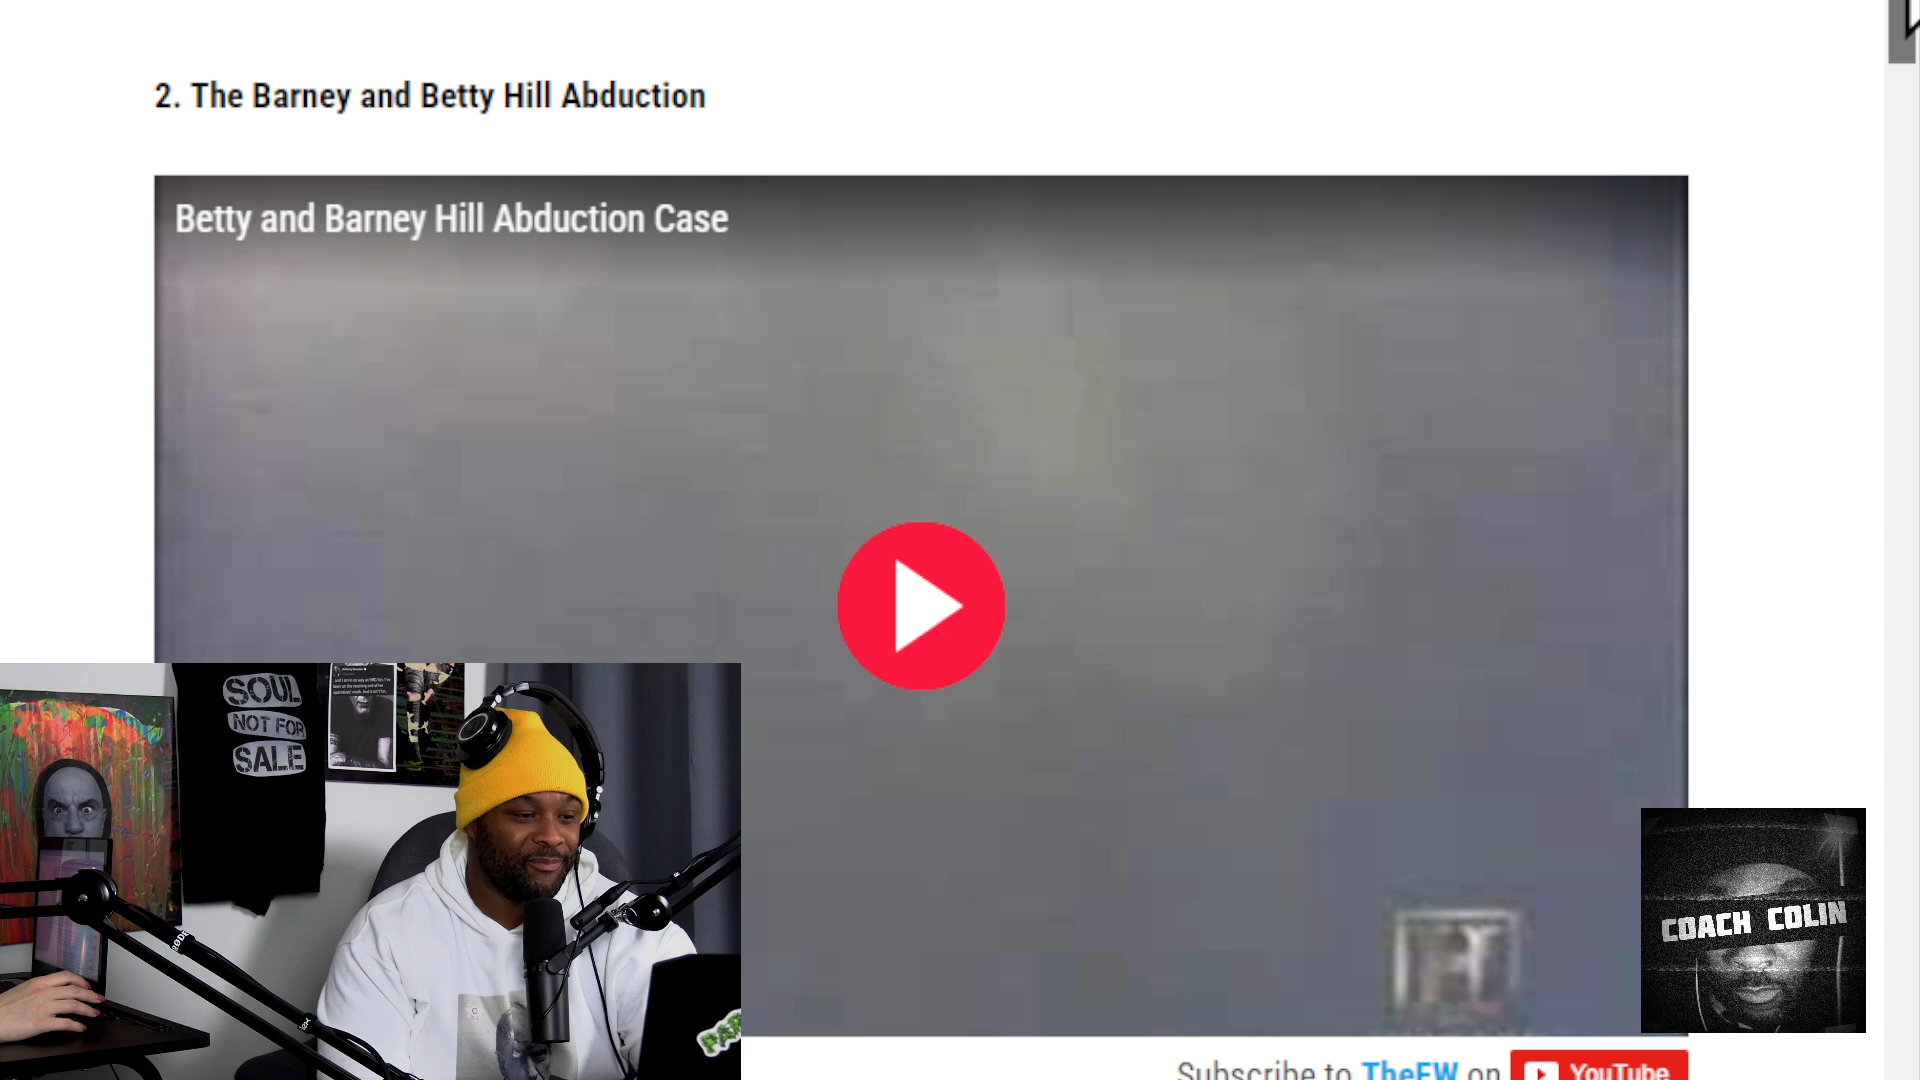 2. The Barney and Betty Hill Abduction
Betty and Barney Hill Abduction Case
SOUL
NOT FOR
SALE
RØDE
COACH COLIN
Subscribe to TheFW on YouTube